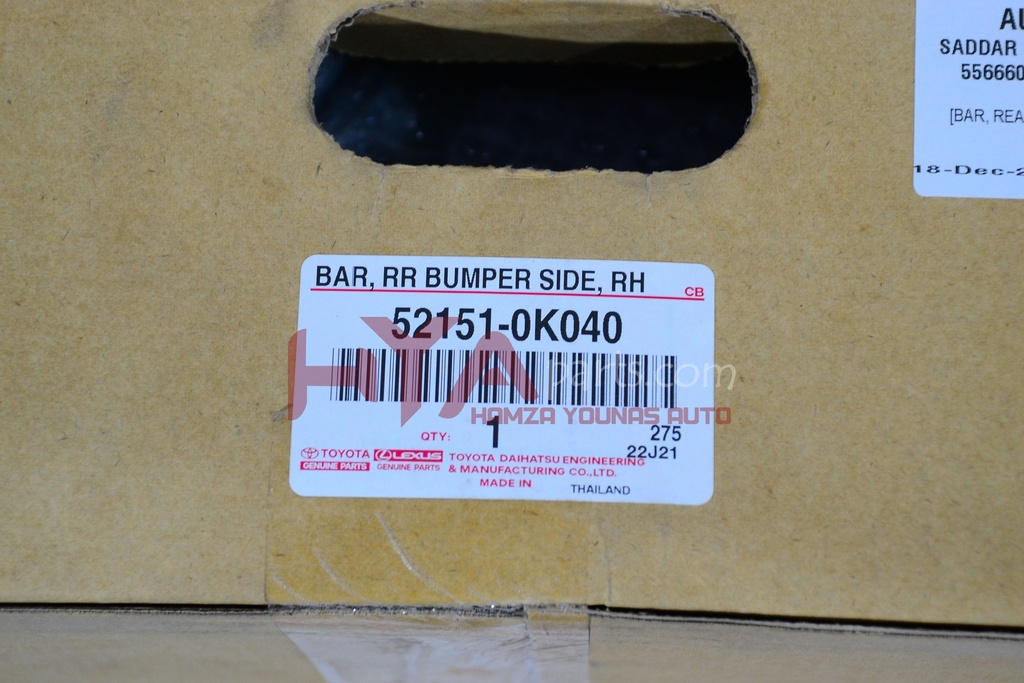 SADDAR
556660
[BAR, REA
18-Dec-2
BAR, RR BUMPER SIDE, RH
CB
52151-0K040
HYA parts.com
HAMZA YOUNAS AUTO
QTY: 1
275
22J21
TOYOTA LEXUS
GENUINE PARTS GENUINE PARTS
TOYOTA DAIHATSU ENGINEERING
& MANUFACTURING CO.,LTD.
MADE IN THAILAND